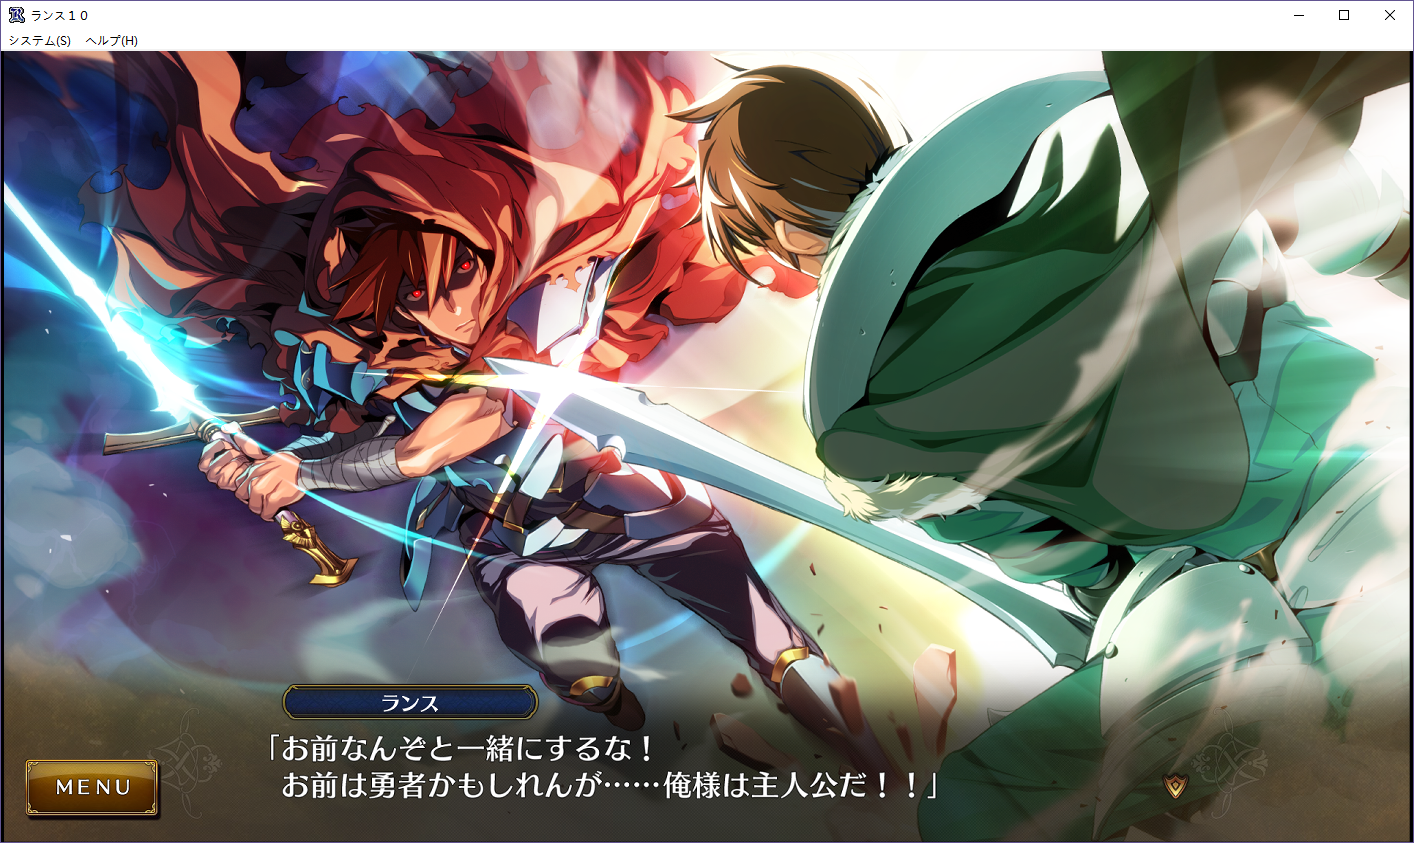 ランス１０
システム(S) ヘルプ(H)
ランス
「お前なんぞと一緒にするな！
お前は勇者かもしれんが……俺様は主人公だ！！」
MENU